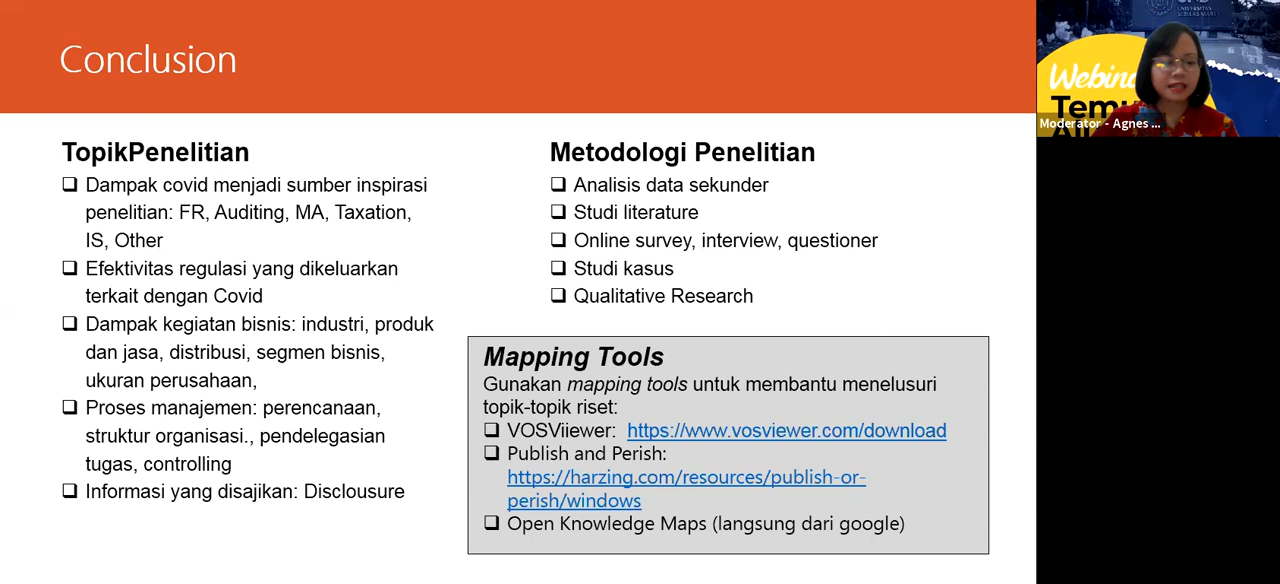 Conclusion
TopikPenelitian
❑ Dampak covid menjadi sumber inspirasi
penelitian: FR, Auditing, MA, Taxation,
IS, Other
❑ Efektivitas regulasi yang dikeluarkan
terkait dengan Covid
❑ Dampak kegiatan bisnis: industri, produk
dan jasa, distribusi, segmen bisnis,
ukuran perusahaan,
❑ Proses manajemen: perencanaan,
struktur organisasi., pendelegasian
tugas, controlling
❑ Informasi yang disajikan: Disclousure
Metodologi Penelitian
❑ Analisis data sekunder
❑ Studi literature
❑ Online survey, interview, questioner
❑ Studi kasus
❑ Qualitative Research
Mapping Tools
Gunakan mapping tools untuk membantu menelusuri
topik-topik riset:
❑ VOSViiewer: https://www.vosviewer.com/download
❑ Publish and Perish:
https://harzing.com/resources/publish-or-
perish/windows
❑ Open Knowledge Maps (langsung dari google)
UNIVERSITAS
SEBELAS MARET
Webin
Tem
Moderator - Agnes ...